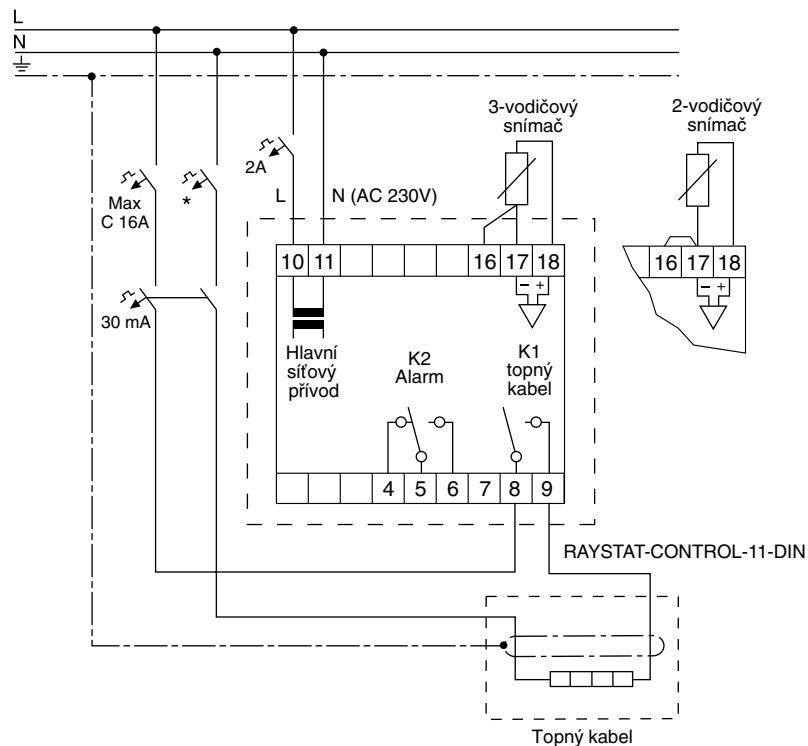 L
N
3-vodičový
snímač
2-vodičový
snímač
2A
Max
C 16A
*
L
N (AC 230V)
10 11 16 17 18
16 17 18
- +
- +
30 mA
Hlavní
síťový
přívod
K2
Alarm
K1
topný
kabel
4 5 6 7 8 9
RAYSTAT-CONTROL-11-DIN
Topný kabel